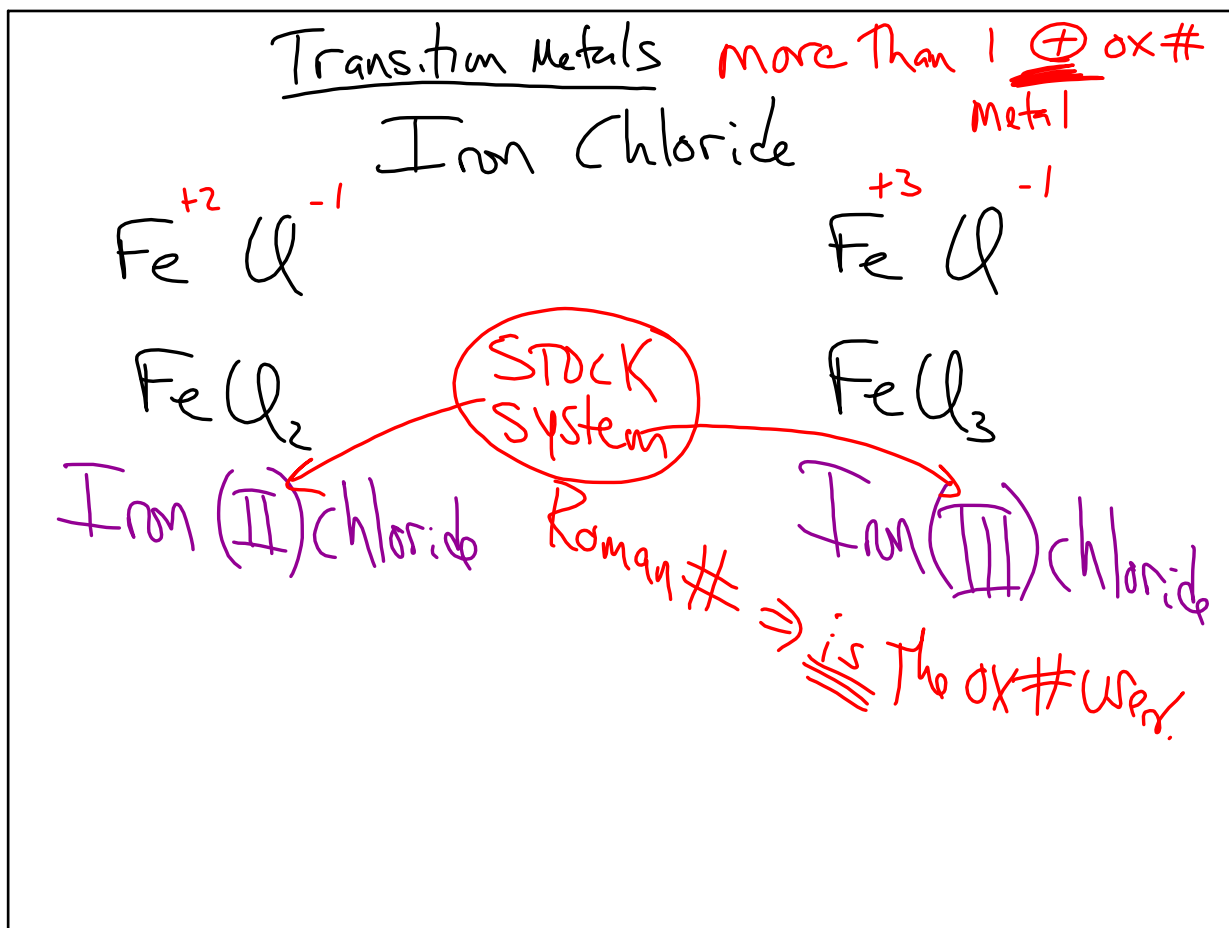 Transition Metals more Than 1 ⊕ ox #
metal
Iron Chloride
Fe+2 Cl-1
Fe+3 Cl-1
FeCl2
STOCK
System
FeCl3
Iron (II) chloride
Roman # ⇒ is The ox # user.
Iron (III) chloride